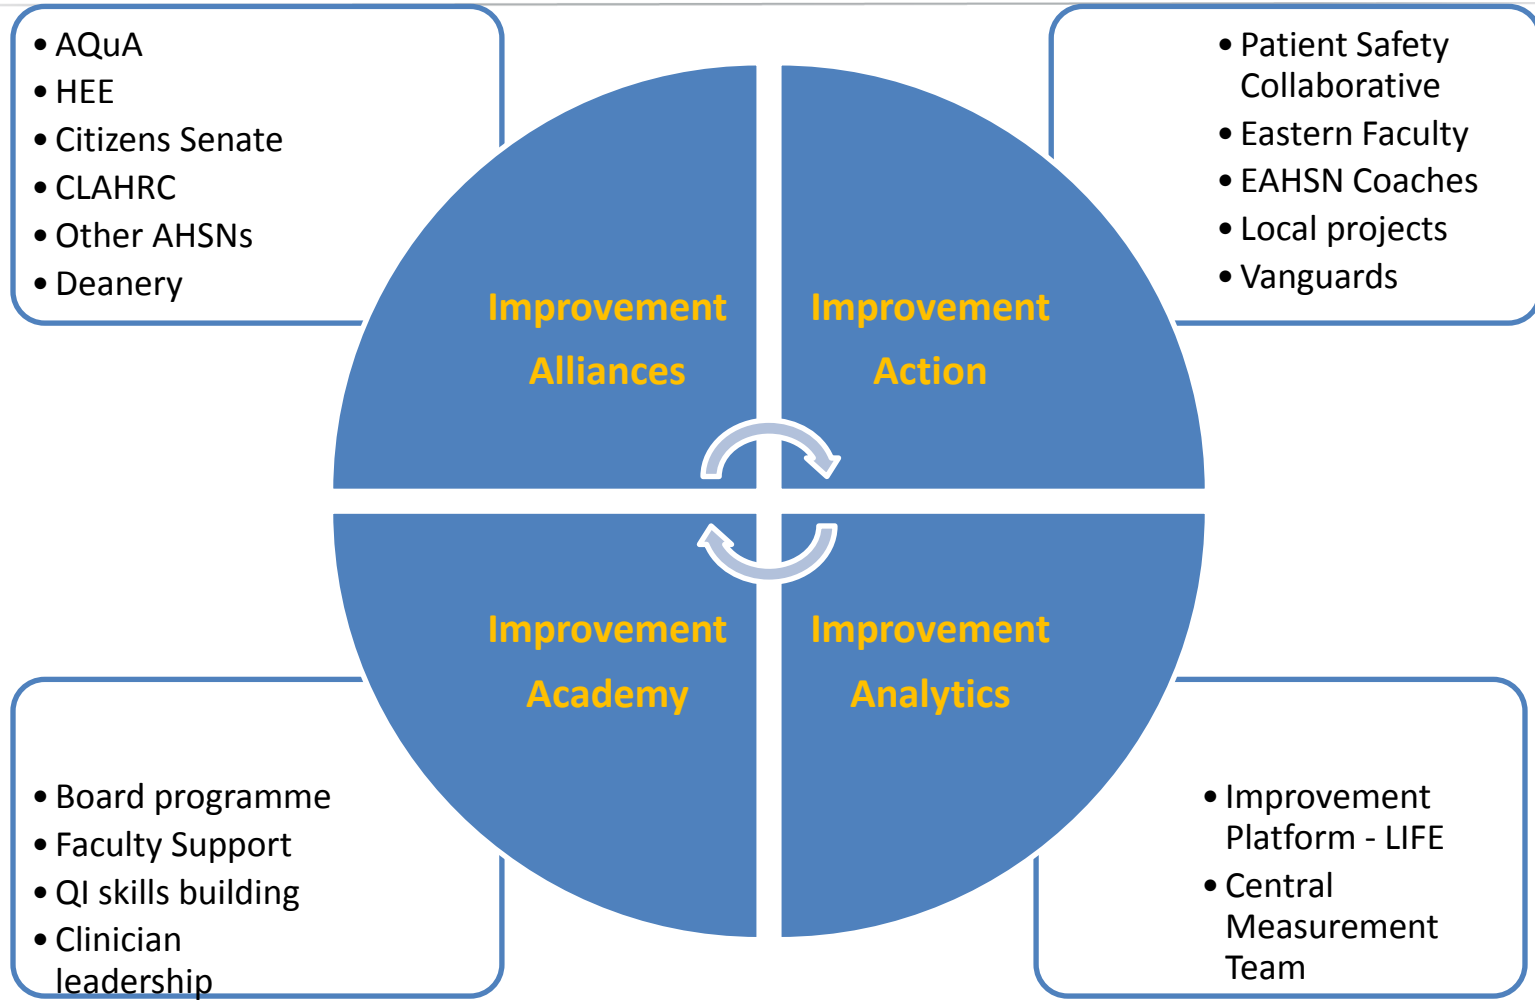 • AQuA
• HEE
• Citizens Senate
• CLAHRC
• Other AHSNs
• Deanery
• Patient Safety
Collaborative
• Eastern Faculty
• EAHSN Coaches
• Local projects
• Vanguards
Improvement
Alliances
Improvement
Action
Improvement
Academy
Improvement
Analytics
• Board programme
• Faculty Support
• QI skills building
• Clinician
leadership
• Improvement
Platform - LIFE
• Central
Measurement
Team